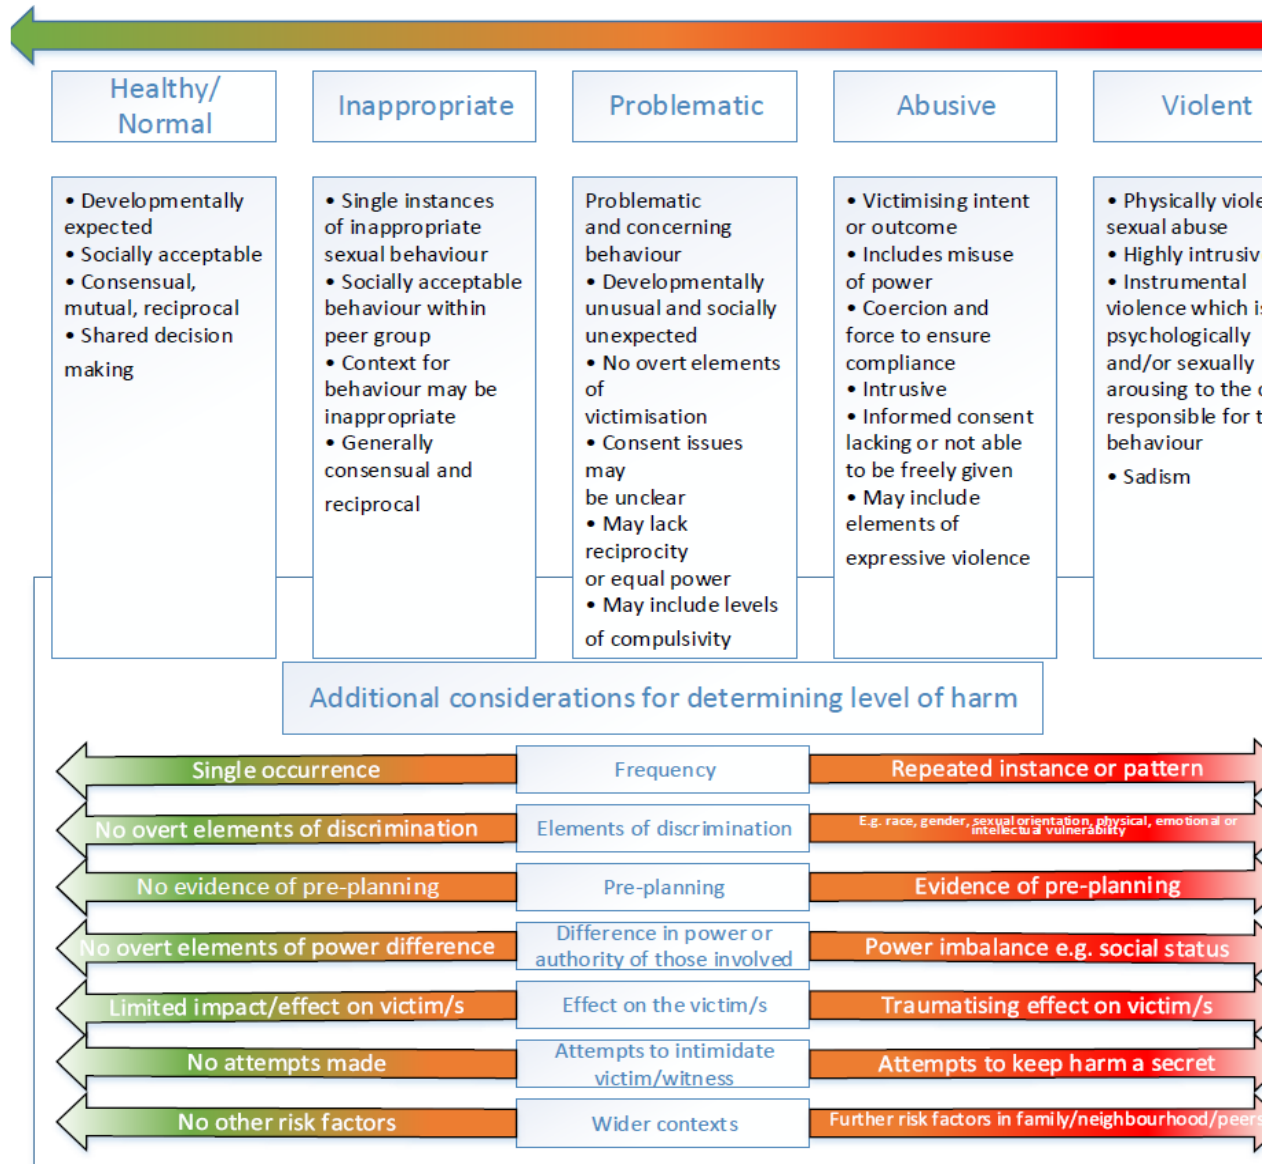 Healthy/
Normal
Inappropriate
Problematic
Abusive
Violent
• Developmentally
expected
• Socially acceptable
• Consensual,
mutual, reciprocal
• Shared decision
making
• Single instances
of inappropriate
sexual behaviour
• Socially acceptable
behaviour within
peer group
• Context for
behaviour may be
inappropriate
• Generally
consensual and
reciprocal
Problematic
and concerning
behaviour
• Developmentally
unusual and socially
unexpected
• No overt elements
of
victimisation
• Consent issues
may
be unclear
• May lack
reciprocity
or equal power
• May include levels
of compulsivity
• Victimising intent
or outcome
• Includes misuse
of power
• Coercion and
force to ensure
compliance
• Intrusive
• Informed consent
lacking or not able
to be freely given
• May include
elements of
expressive violence
• Physically
sexual abuse
• Highly
• Instrumental
violence which
psychologically
and/or sexually
arousing to the
responsible for
behaviour
• Sadism
Additional considerations for determining level of harm
Single occurrence
Frequency
Repeated instance or pattern
No overt elements of discrimination
Elements of discrimination
E.g. race, gender, sexual orientation, physical, emotional or
intellectual vulnerability
No evidence of pre-planning
Pre-planning
Evidence of pre-planning
No overt elements of power difference
Difference in power or
authority of those involved
Power imbalance e.g. social status
Limited impact/effect on victim/s
Effect on the victim/s
Traumatising effect on victim/s
No attempts made
Attempts to intimidate
victim/witness
Attempts to keep harm a secret
No other risk factors
Wider contexts
Further risk factors in family/neighbourhood/peers